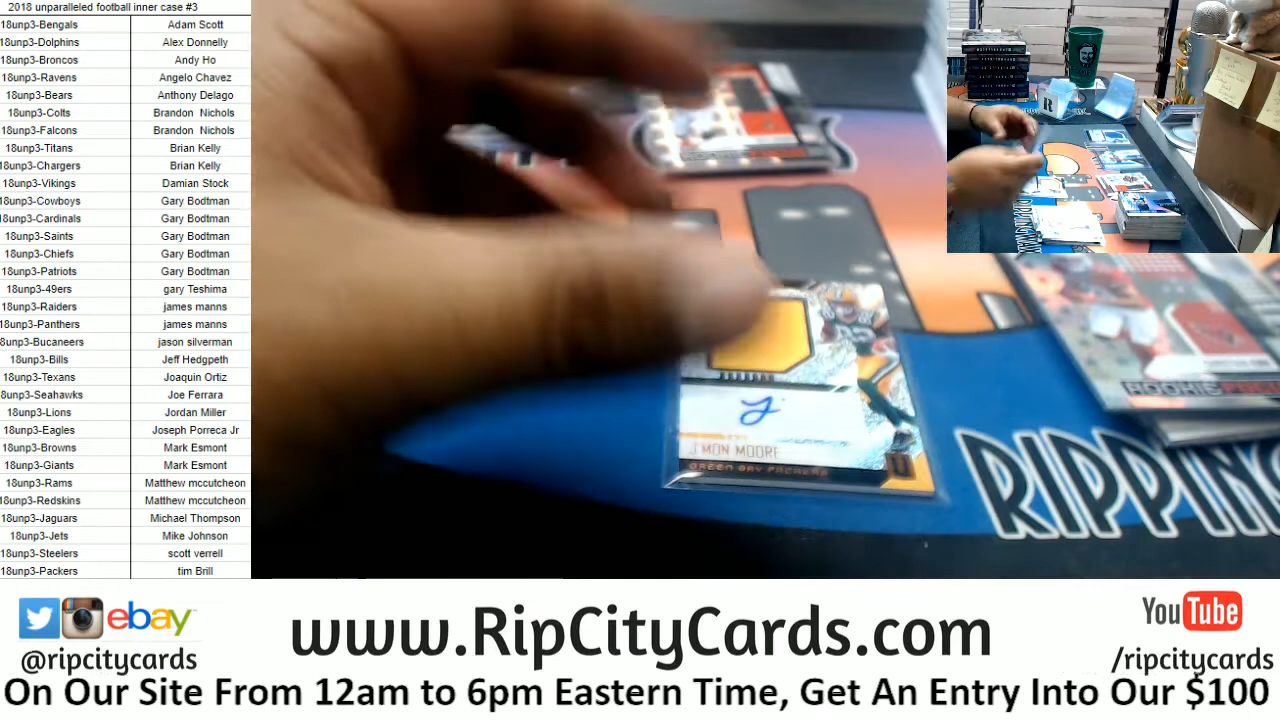 2018 unparalleled football inner case #3
18unp3-Bengals Adam Scott
18unp3-Dolphins Alex Donnelly
18unp3-Broncos Andy Ho
18unp3-Ravens Angelo Chavez
18unp3-Bears Anthony Delago
18unp3-Colts Brandon Nichols
18unp3-Falcons Brandon Nichols
18unp3-Titans Brian Kelly
18unp3-Chargers Brian Kelly
18unp3-Vikings Damian Stock
18unp3-Cowboys Gary Bodtman
18unp3-Cardinals Gary Bodtman
18unp3-Saints Gary Bodtman
18unp3-Chiefs Gary Bodtman
18unp3-Patriots Gary Bodtman
18unp3-49ers gary Teshima
18unp3-Raiders james manns
18unp3-Panthers james manns
18unp3-Bucaneers jason silverman
18unp3-Bills Jeff Hedgpeth
18unp3-Texans Joaquin Ortiz
8unp3-Seahawks Joe Ferrara
18unp3-Lions Jordan Miller
18unp3-Eagles Joseph Porreca Jr
18unp3-Browns Mark Esmont
18unp3-Giants Mark Esmont
18unp3-Rams Matthew mccutcheon
18unp3-Redskins Matthew mccutcheon
18unp3-Jaguars Michael Thompson
18unp3-Jets Mike Johnson
18unp3-Steelers scott verrell
18unp3-Packers tim Brill
J'MON MOORE
GREEN BAY PACKERS
ROOKIE
RIPPING
ebay
@ripcitycards
www.RipCityCards.com
YouTube
/ripcitycards
On Our Site From 12am to 6pm Eastern Time, Get An Entry Into Our $100